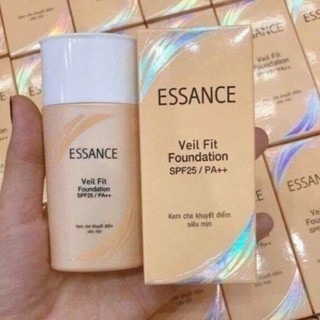 ESSANCE
Veil Fit
Foundation
SPF25 / PA++
Kem che khuyết điểm
siêu mịn
ESSANCE
Veil Fit
Foundation
SPF25 / PA++
Kem che khuyết điểm
siêu mịn